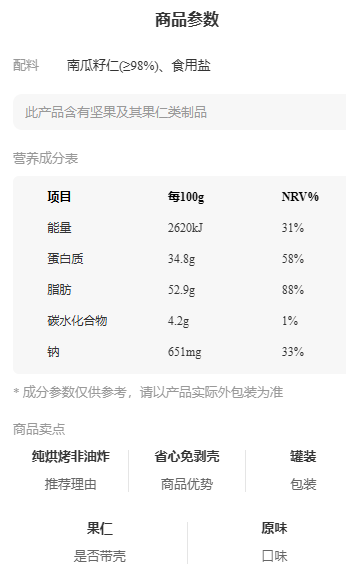 商品参数
配料 南瓜籽仁(≥98%)、食用盐
此产品含有坚果及其果仁类制品
营养成分表
项目 每100g NRV%
能量 2620kJ 31%
蛋白质 34.8g 58%
脂肪 52.9g 88%
碳水化合物 4.2g 1%
钠 651mg 33%
* 成分参数仅供参考，请以产品实际外包装为准
商品卖点
纯烘烤非油炸 省心免剥壳 罐装
推荐理由 商品优势 包装
果仁 原味
是否带壳 口味